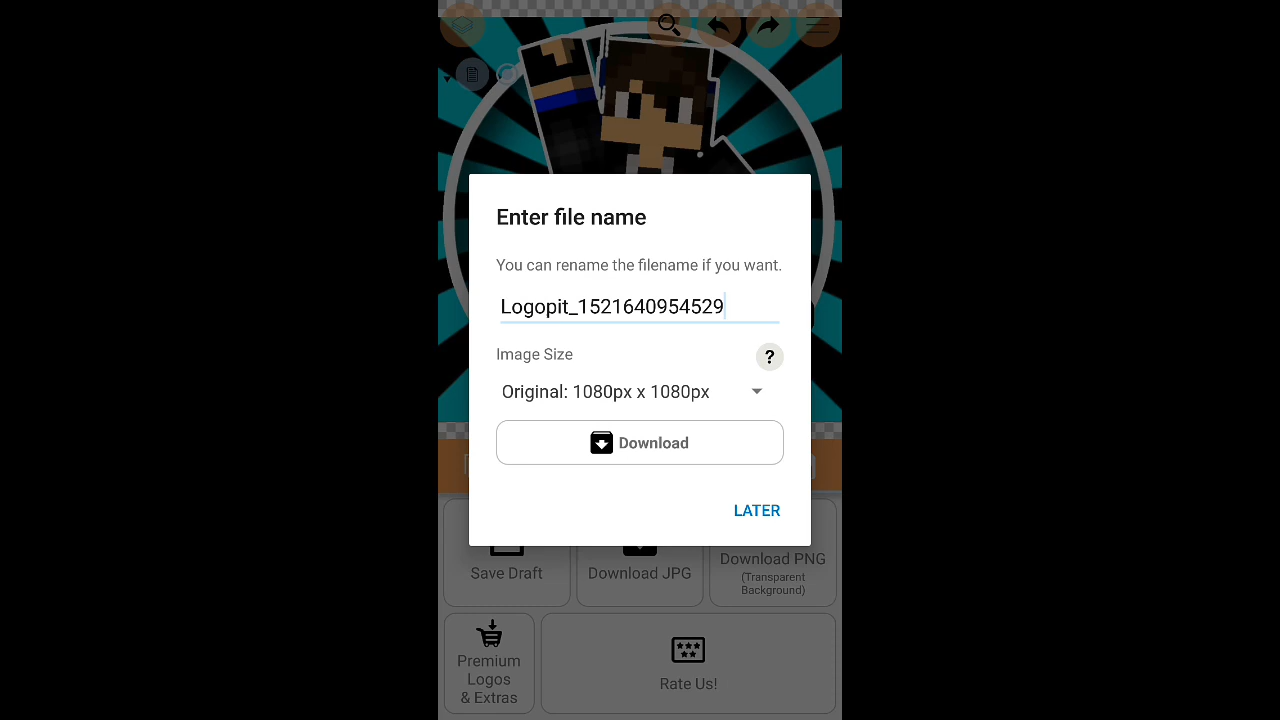 Enter file name
You can rename the filename if you want.
Logopit_1521640954529
Image Size
?
Original: 1080px x 1080px
Download
LATER
Save Draft
Download JPG
Download PNG
(Transparent
Background)
Premium
Logos
& Extras
Rate Us!